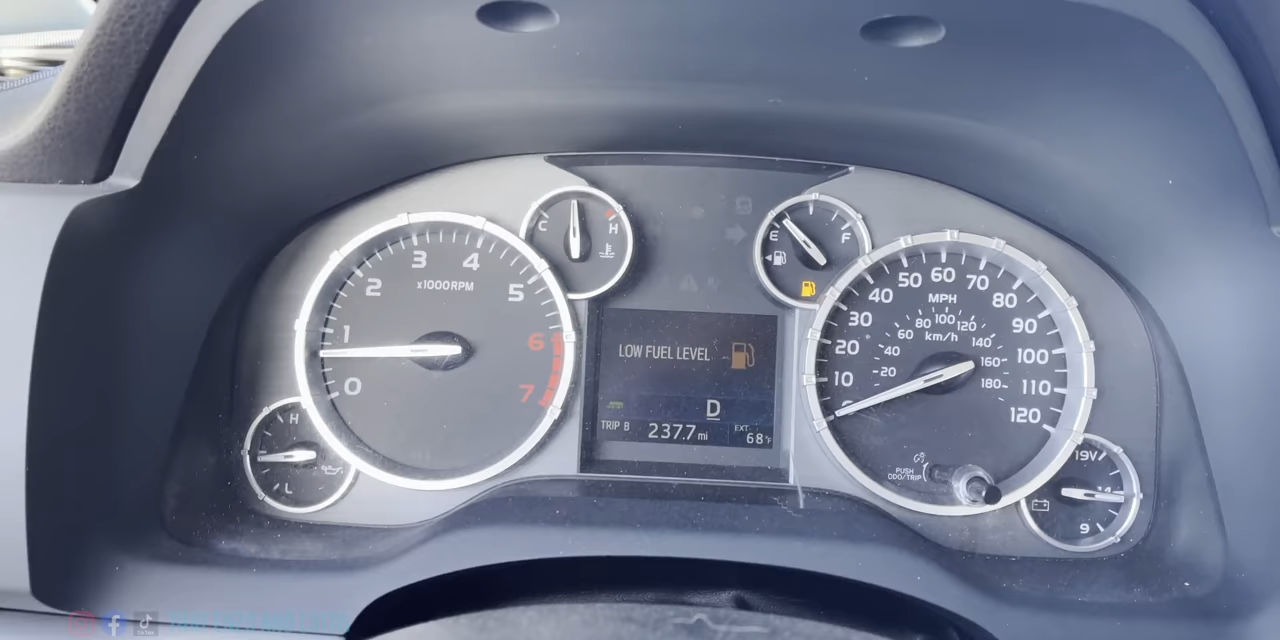 C
H
E
F
0
1
2
3
4
5
6
7
x1000RPM
H
L
LOW FUEL LEVEL
D
TRIP B
237.7 mi
EXT
68°F
10
20
30
40
50
60
70
80
90
100
110
120
MPH
km/h
20
40
60
80
100
120
140
160
180
PUSH
ODO/TRIP
19V
14
9
TikTok